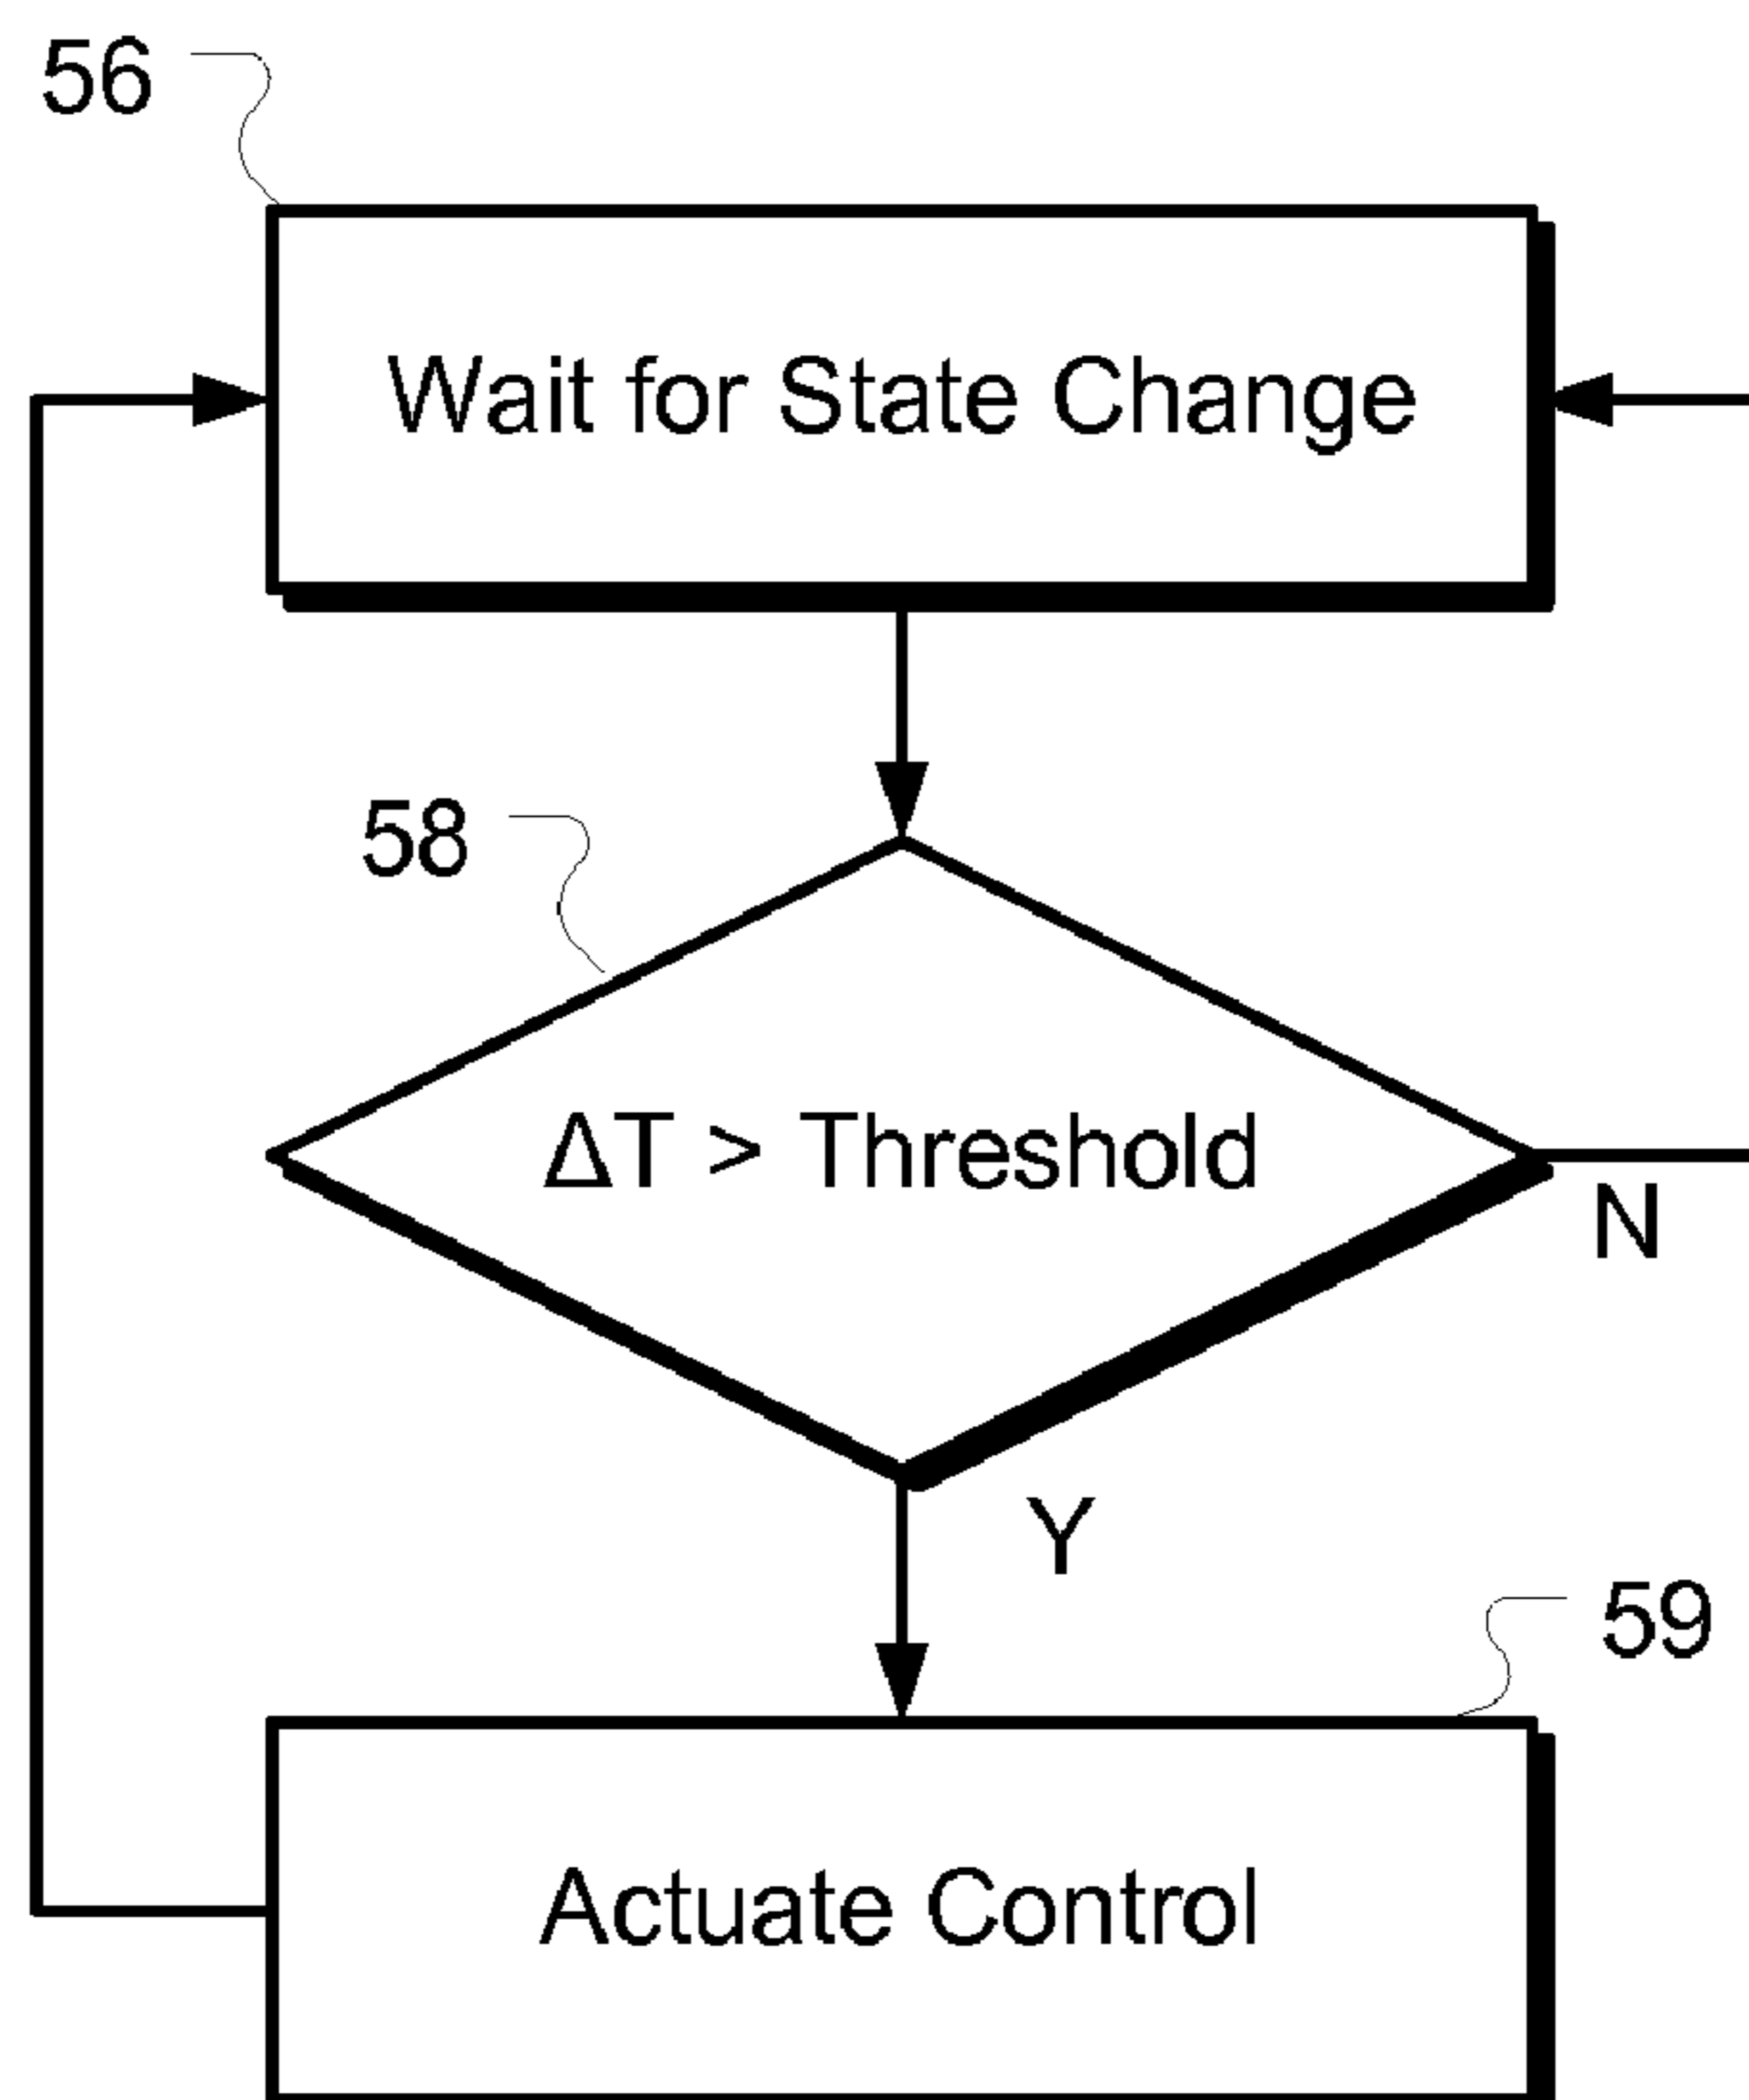 56
Wait for State Change
58
ΔT > Threshold
N
Y
59
Actuate Control